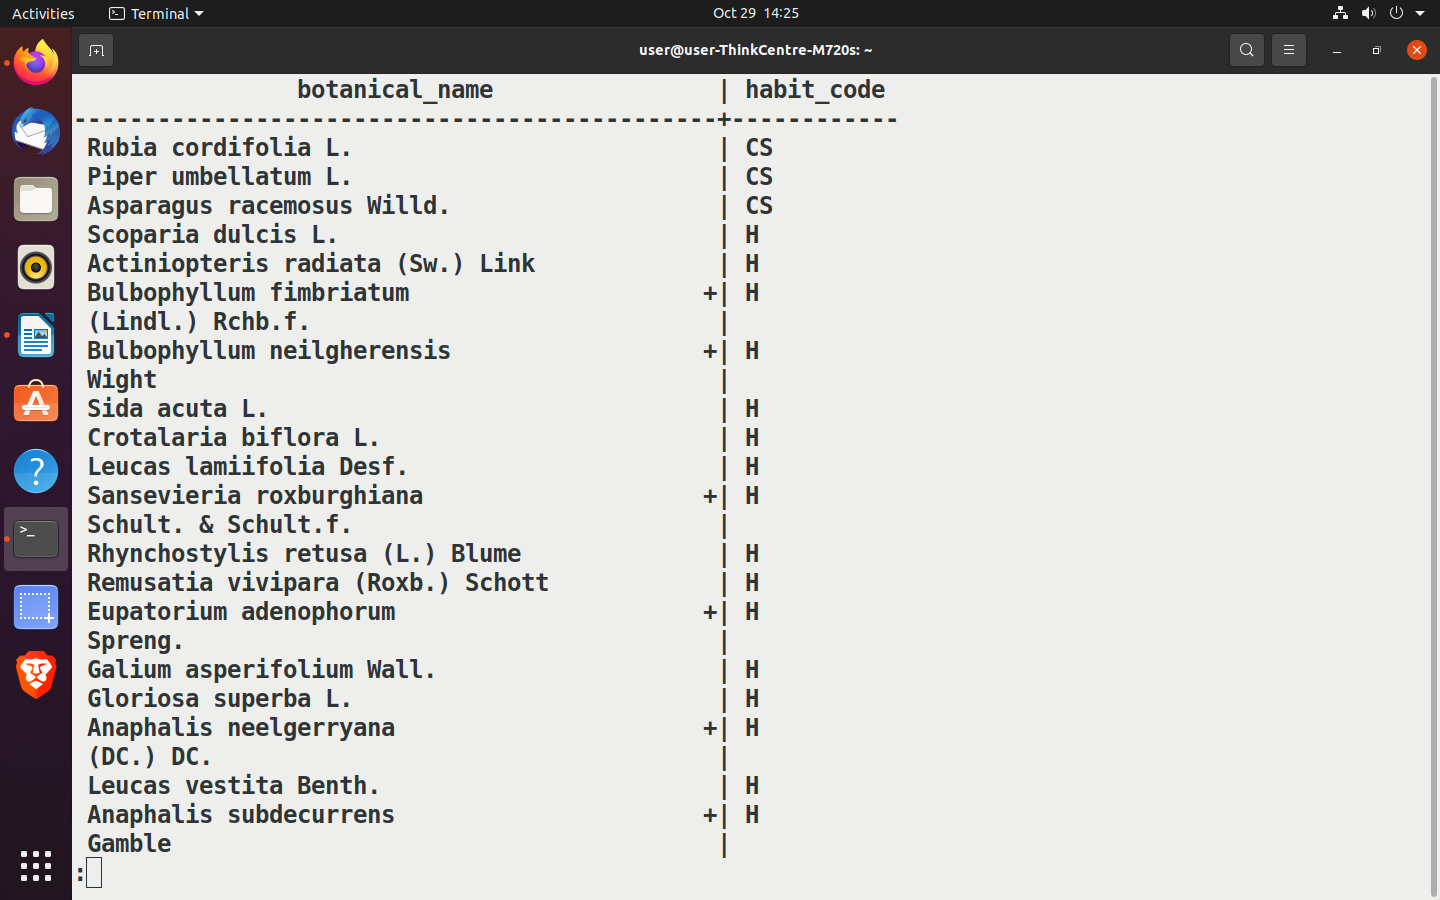 Activities Terminal Oct 29 14:25
user@user-ThinkCentre-M720s: ~
botanical_name | habit_code
----------------------------------------------+------------
Rubia cordifolia L. | CS
Piper umbellatum L. | CS
Asparagus racemosus Willd. | CS
Scoparia dulcis L. | H
Actiniopteris radiata (Sw.) Link | H
Bulbophyllum fimbriatum +| H
(Lindl.) Rchb.f. |
Bulbophyllum neilgherensis +| H
Wight |
Sida acuta L. | H
Crotalaria biflora L. | H
Leucas lamiifolia Desf. | H
Sansevieria roxburghiana +| H
Schult. & Schult.f. |
Rhynchostylis retusa (L.) Blume | H
Remusatia vivipara (Roxb.) Schott | H
Eupatorium adenophorum +| H
Spreng. |
Galium asperifolium Wall. | H
Gloriosa superba L. | H
Anaphalis neelgerryana +| H
(DC.) DC. |
Leucas vestita Benth. | H
Anaphalis subdecurrens +| H
Gamble |
: